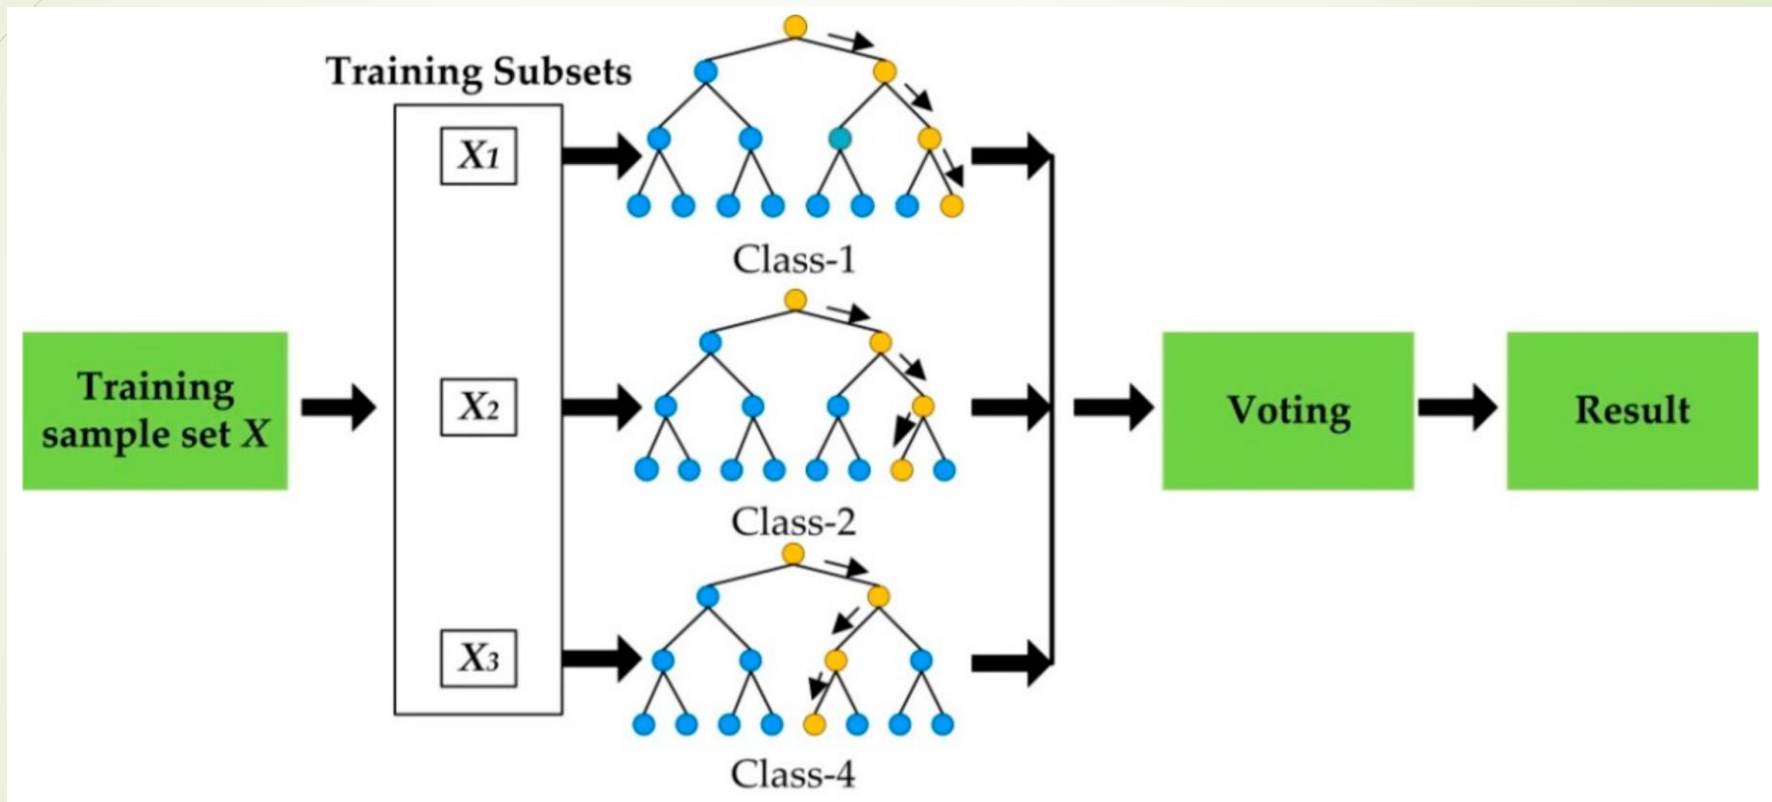 Training Subsets
X1
Class-1
Training
sample set X
X2
Class-2
Voting
Result
X3
Class-4